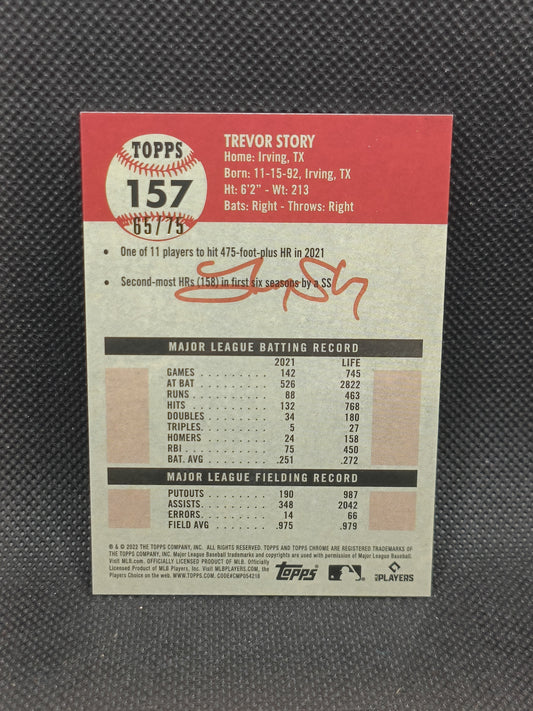 TOPPS
157
65/75
TREVOR STORY
Home: Irving, TX
Born: 11-15-92, Irving, TX
Ht: 6'2" - Wt: 213
Bats: Right - Throws: Right
• One of 11 players to hit 475-foot-plus HR in 2021
• Second-most HRs (158) in first six seasons by a SS
MAJOR LEAGUE BATTING RECORD
2021 LIFE
GAMES . . . . . . . . 142 745
AT BAT . . . . . . . . 526 2822
RUNS . . . . . . . . 88 463
HITS . . . . . . . . 132 768
DOUBLES . . . . . . . . 34 180
TRIPLES . . . . . . . . 5 27
HOMERS . . . . . . . . 24 158
RBI . . . . . . . . 75 450
BAT. AVG . . . . . . . . .251 .272
MAJOR LEAGUE FIELDING RECORD
PUTOUTS . . . . . . . . 190 987
ASSISTS . . . . . . . . 348 2042
ERRORS . . . . . . . . 14 66
FIELD AVG . . . . . . . . .975 .979
® & © 2022 THE TOPPS COMPANY, INC. ALL RIGHTS RESERVED. TOPPS AND TOPPS CHROME ARE REGISTERED TRADEMARKS OF
THE TOPPS COMPANY, INC. Major League Baseball trademarks and copyrights are used with permission of Major League Baseball.
Visit MLB.com. OFFICIALLY LICENSED PRODUCT OF MLB. Officially
Licensed Product of MLB Players, Inc. Visit MLBPLAYERS.COM, the
Players Choice on the web. WWW.TOPPS.COM. CODE#CMP054218
Topps
PLAYERS